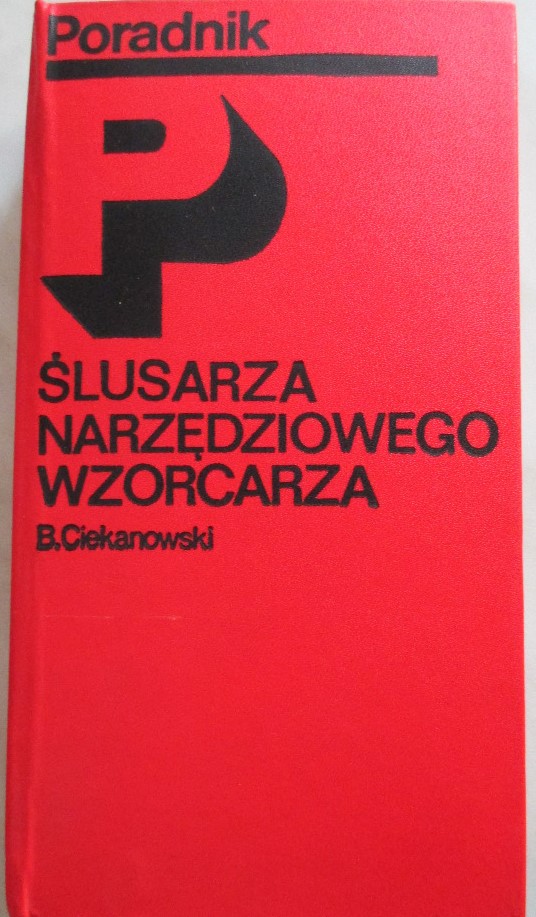 Poradnik
P
ŚLUSARZA
NARZĘDZIOWEGO
WZORCARZA
B.Ciekanowski